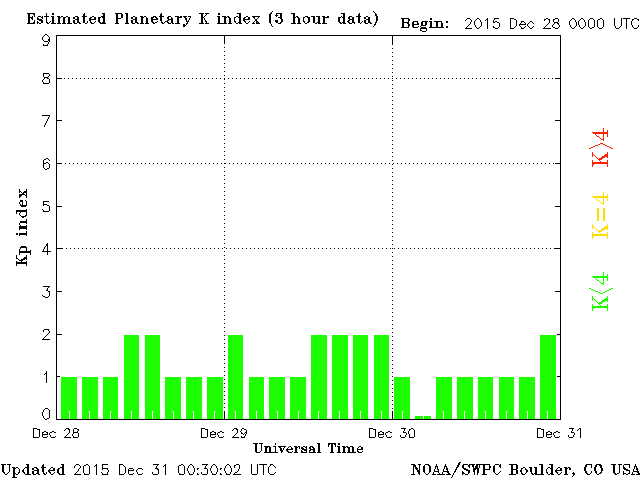 Estimated Planetary K index (3 hour data) Begin: 2015 Dec 28 0000 UTC
9
8
7
6
5
4
3
2
1
0
Kp index
K>4
K=4
K<4
Dec 28 Dec 29 Dec 30 Dec 31
Universal Time
Updated 2015 Dec 31 00:30:02 UTC NOAA/SWPC Boulder, CO USA